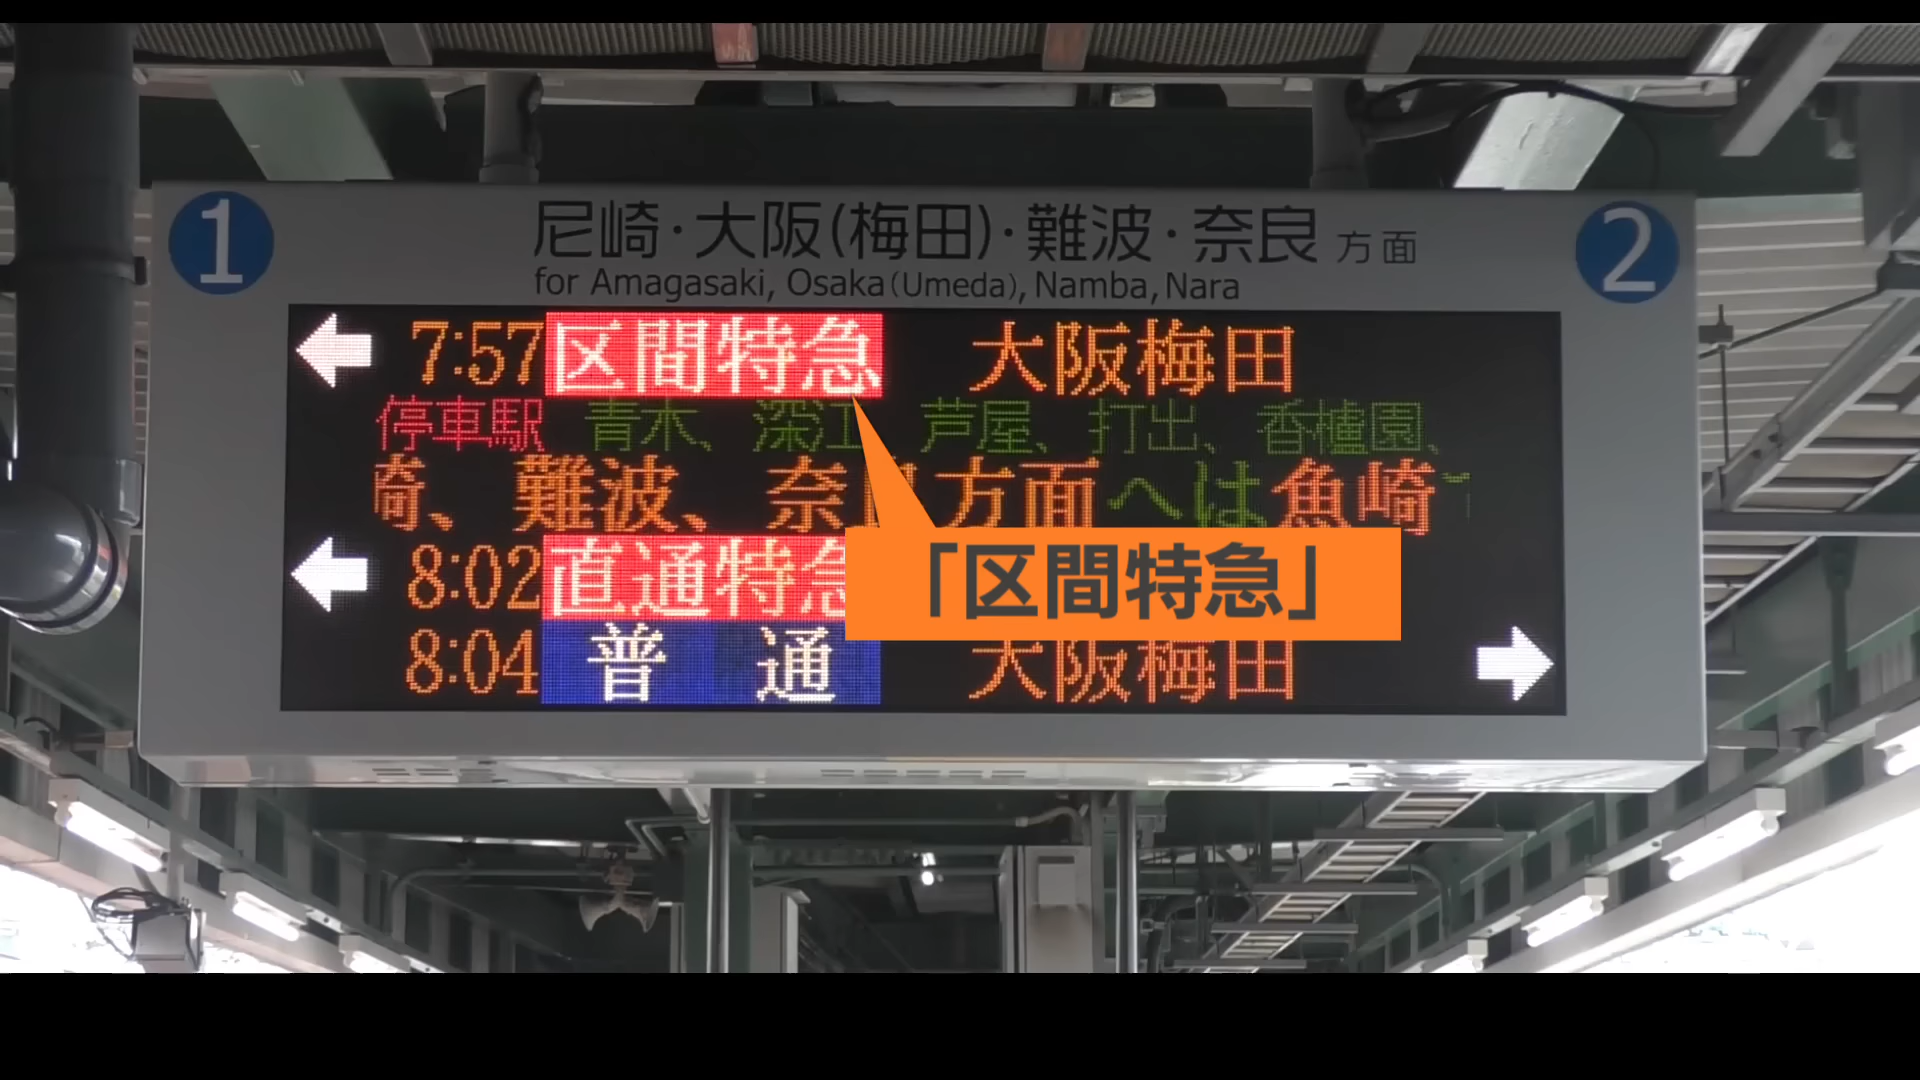 1
尼崎・大阪(梅田)・難波・奈良 方面
for Amagasaki, Osaka (Umeda), Namba, Nara
2
7:57 区間特急 大阪梅田
停車駅 青木、深江 芦屋、打出、香櫨園、
崎、難波、奈良方面へは魚崎
8:02 直通特急
「区間特急」
8:04 普通 大阪梅田